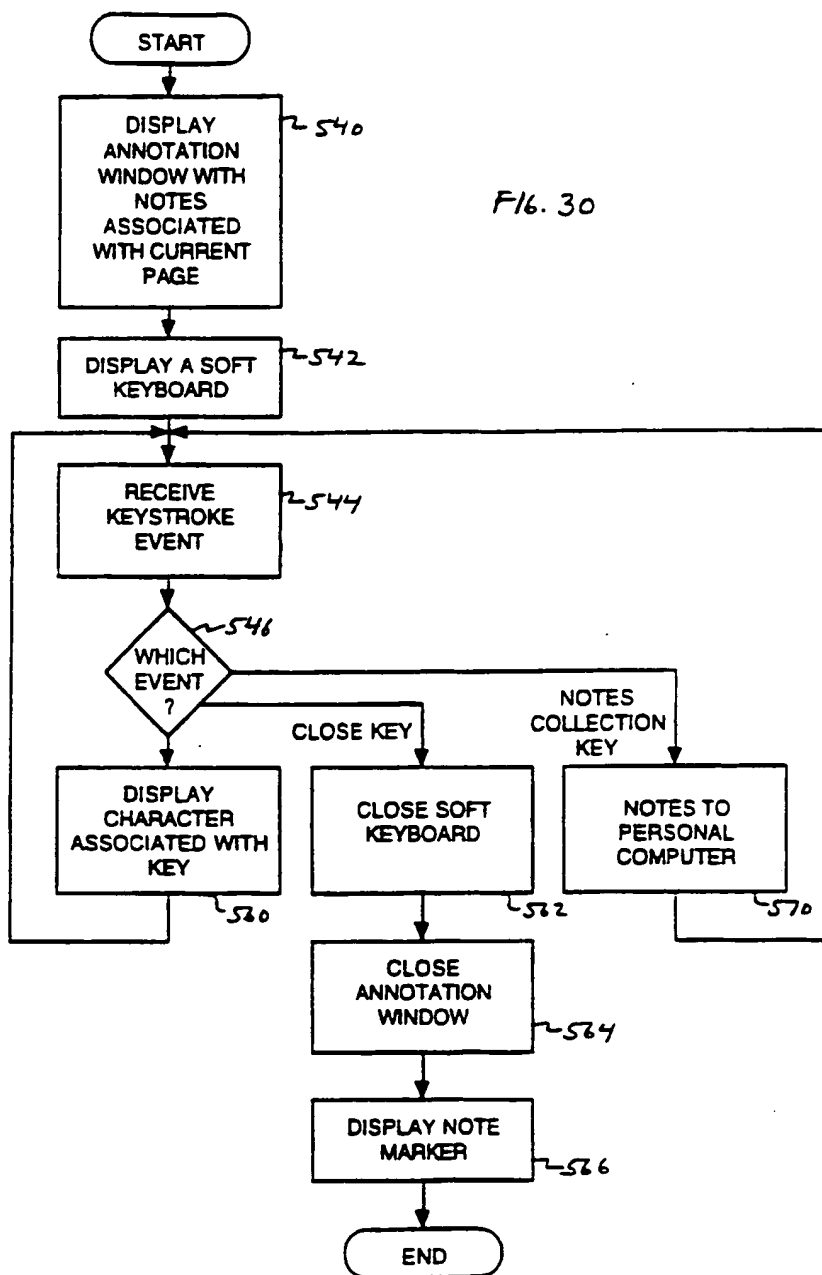 START
DISPLAY
ANNOTATION
WINDOW WITH
NOTES
ASSOCIATED
WITH CURRENT
PAGE
540
FIG. 30
DISPLAY A SOFT
KEYBOARD
542
RECEIVE
KEYSTROKE
EVENT
544
WHICH
EVENT
?
546
CLOSE KEY
NOTES
COLLECTION
KEY
DISPLAY
CHARACTER
ASSOCIATED WITH
KEY
560
CLOSE SOFT
KEYBOARD
562
NOTES TO
PERSONAL
COMPUTER
570
CLOSE
ANNOTATION
WINDOW
564
DISPLAY NOTE
MARKER
566
END